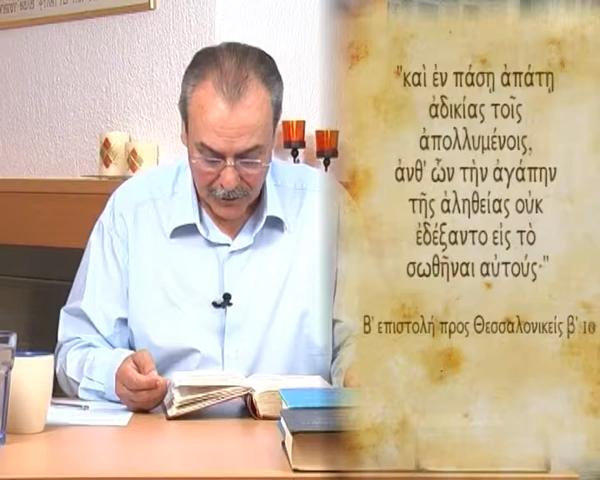 "καὶ ἐν πάσῃ ἀπάτῃ
ἀδικίας τοῖς
ἀπολλυμένοις,
ἀνθ' ὧν τὴν ἀγάπην
τῆς ἀληθείας οὐκ
ἐδέξαντο εἰς τὸ
σωθῆναι αὐτούς·"
Β' επιστολή προς Θεσσαλονικείς β' 10